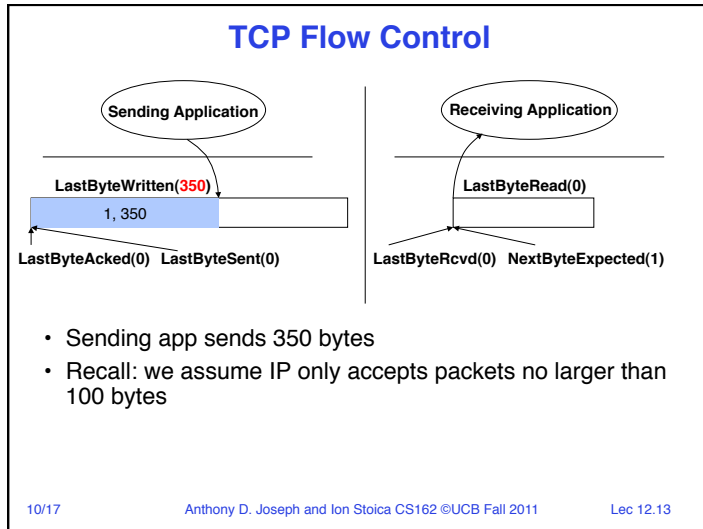 TCP Flow Control
Sending Application
Receiving Application
LastByteWritten(350)
LastByteRead(0)
1, 350
LastByteAcked(0) LastByteSent(0)
LastByteRcvd(0) NextByteExpected(1)
• Sending app sends 350 bytes
• Recall: we assume IP only accepts packets no larger than
100 bytes
10/17 Anthony D. Joseph and Ion Stoica CS162 ©UCB Fall 2011 Lec 12.13